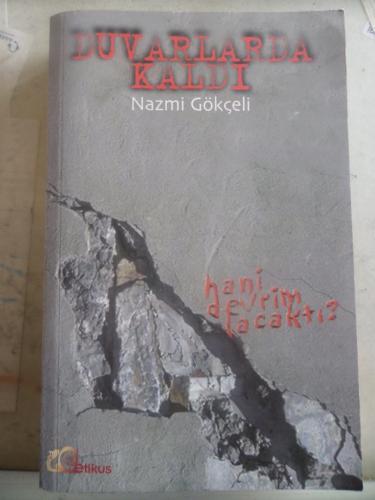 DUVARLARDA
KALDI
Nazmi Gökçeli
hani
devrim
olacaktı?
etikus